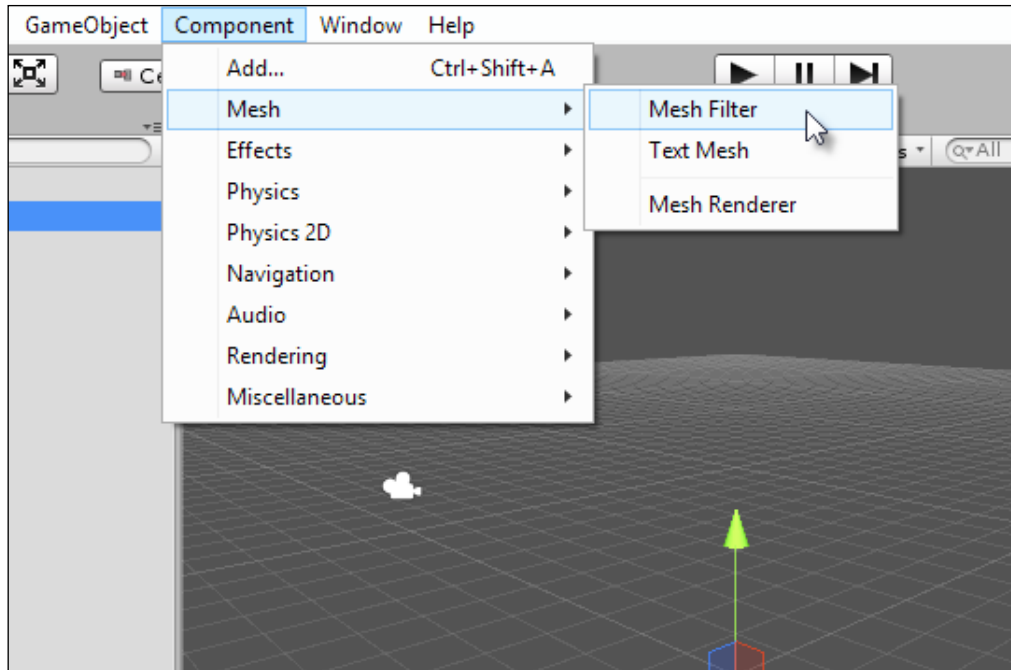 GameObject Component Window Help
Add... Ctrl+Shift+A
Mesh Mesh Filter
Effects Text Mesh All
Physics Mesh Renderer
Physics 2D
Navigation
Audio
Rendering
Miscellaneous